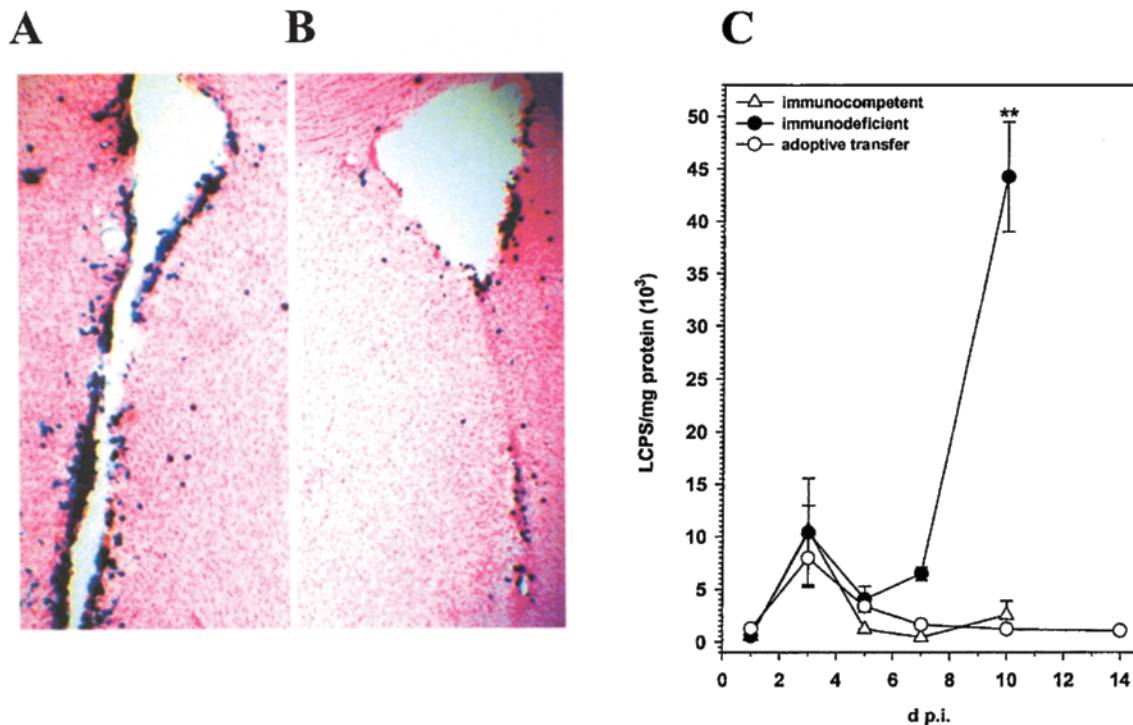 A
B
C
immunocompetent
immunodeficient
adoptive transfer
**
LCPS/mg protein (10³)
50
45
40
35
30
25
20
15
10
5
0
0 2 4 6 8 10 12 14
d p.i.